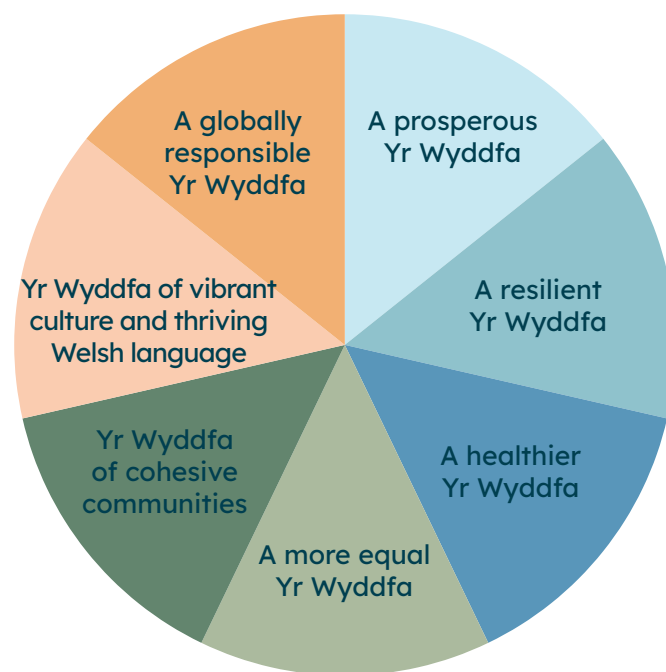 A prosperous
Yr Wyddfa
A resilient
Yr Wyddfa
A healthier
Yr Wyddfa
A more equal
Yr Wyddfa
Yr Wyddfa
of cohesive
communities
Yr Wyddfa of vibrant
culture and thriving
Welsh language
A globally
responsible
Yr Wyddfa